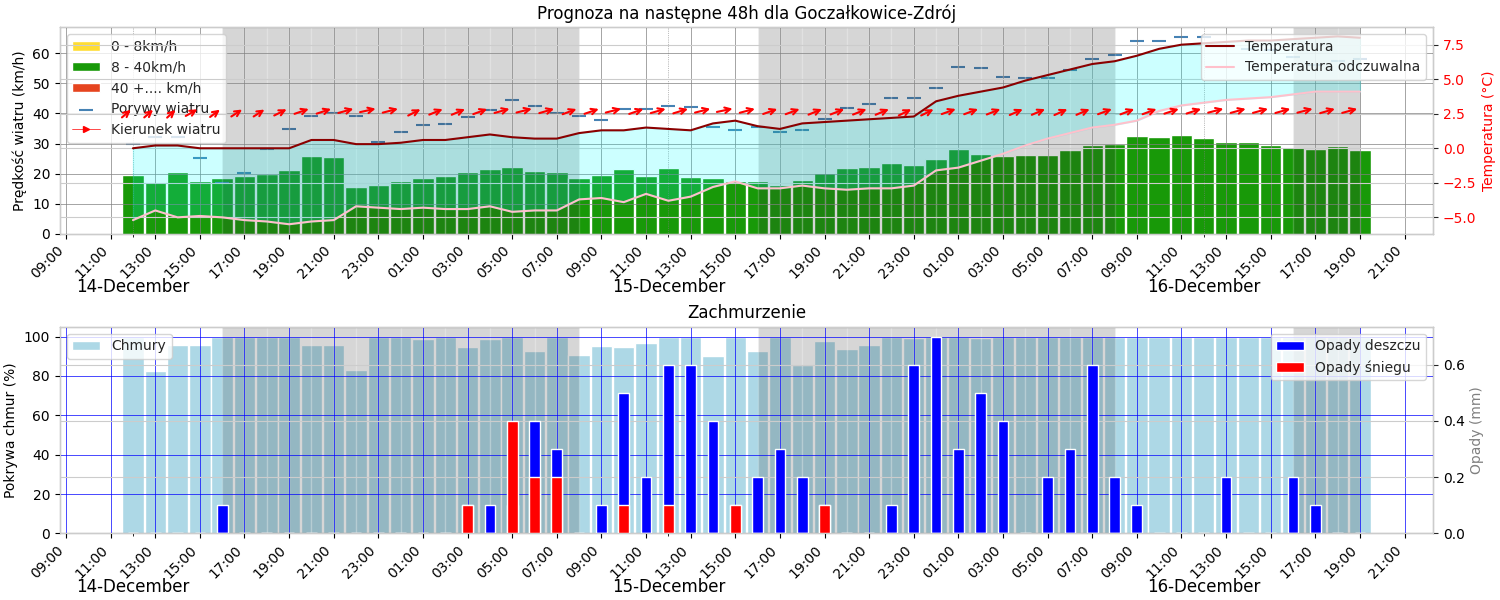 Prognoza na następne 48h dla Goczałkowice-Zdrój
Prędkość wiatru (km/h)
60
50
40
30
20
10
0
0 - 8km/h
8 - 40km/h
40 +.... km/h
Porywy wiatru
Kierunek wiatru
Temperatura
Temperatura odczuwalna
7.5
5.0
2.5
0.0
−2.5
−5.0
Temperatura (°C)
09:00 11:00 13:00 15:00 17:00 19:00 21:00 23:00 01:00 03:00 05:00 07:00 09:00 11:00 13:00 15:00 17:00 19:00 21:00 23:00 01:00 03:00 05:00 07:00 09:00 11:00 13:00 15:00 17:00 19:00 21:00
14-December 15-December 16-December
Zachmurzenie
Pokrywa chmur (%)
100
80
60
40
20
0
Chmury
Opady deszczu
Opady śniegu
0.6
0.4
0.2
0.0
Opady (mm)
09:00 11:00 13:00 15:00 17:00 19:00 21:00 23:00 01:00 03:00 05:00 07:00 09:00 11:00 13:00 15:00 17:00 19:00 21:00 23:00 01:00 03:00 05:00 07:00 09:00 11:00 13:00 15:00 17:00 19:00 21:00
14-December 15-December 16-December